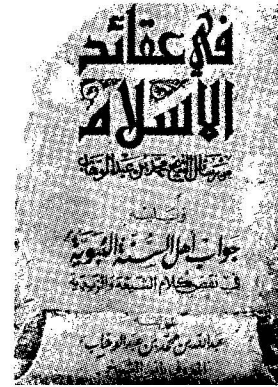 في عقائد
الإسلام
من رسائل الشيخ محمد بن عبد الوهاب
ويليه
جواب أهل السنة النبوية
في نقض كلام الشيعة والزيدية
عبد الله بن محمد بن عبد الوهاب